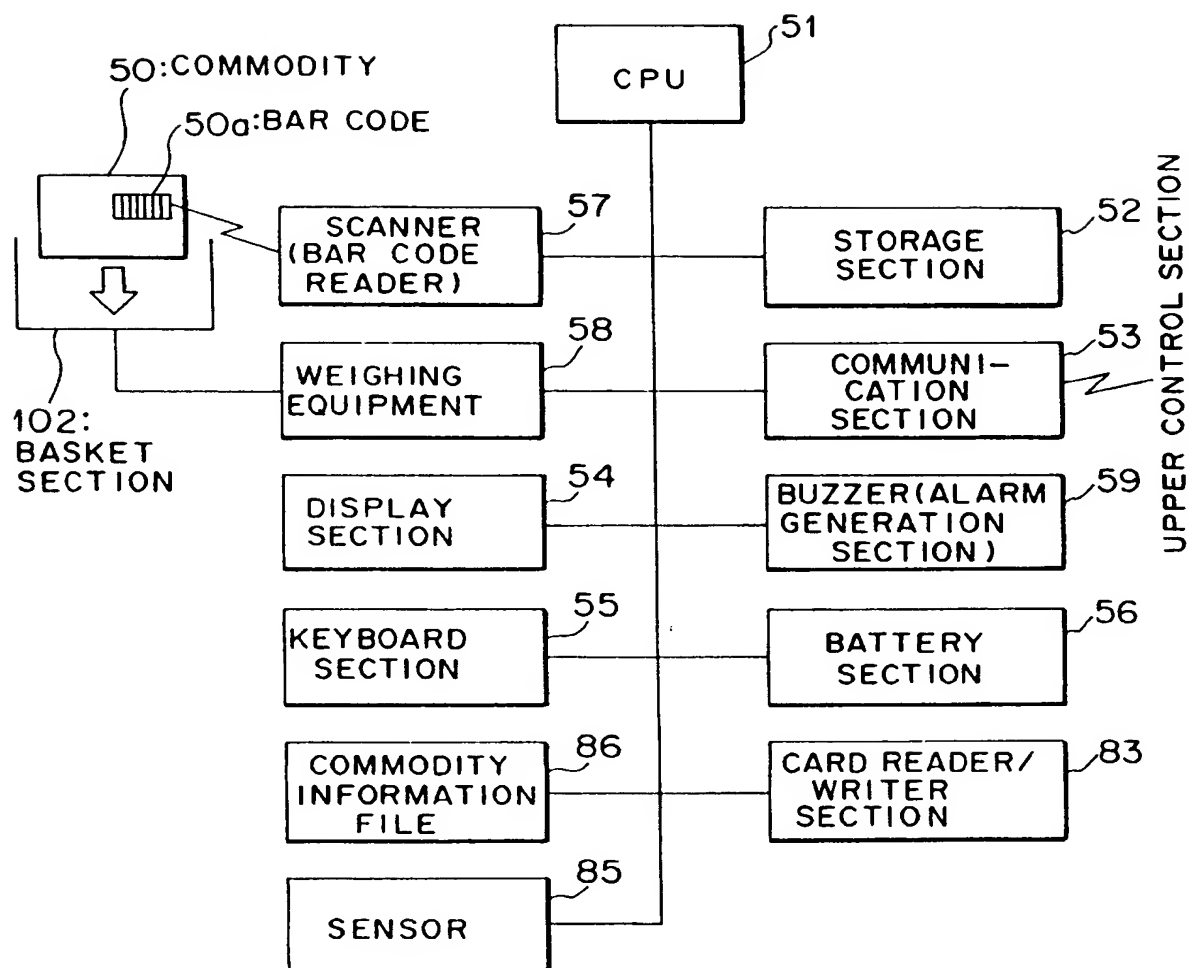 51
CPU
50:COMMODITY
50a:BAR CODE
57
SCANNER
(BAR CODE
READER)
52
STORAGE
SECTION
58
WEIGHING
EQUIPMENT
53
COMMUNI-
CATION
SECTION
UPPER CONTROL SECTION
102:
BASKET
SECTION
54
DISPLAY
SECTION
59
BUZZER(ALARM
GENERATION
SECTION)
55
KEYBOARD
SECTION
56
BATTERY
SECTION
86
COMMODITY
INFORMATION
FILE
83
CARD READER/
WRITER
SECTION
85
SENSOR